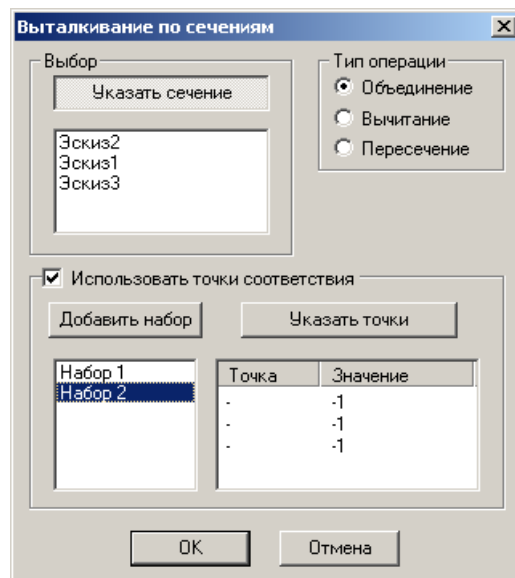 Выталкивание по сечениям
Выбор
Указать сечение
Эскиз2
Эскиз1
Эскиз3
Тип операции
Объединение
Вычитание
Пересечение
Использовать точки соответствия
Добавить набор
Указать точки
Набор 1
Набор 2
Точка Значение
- -1
- -1
- -1
OK
Отмена